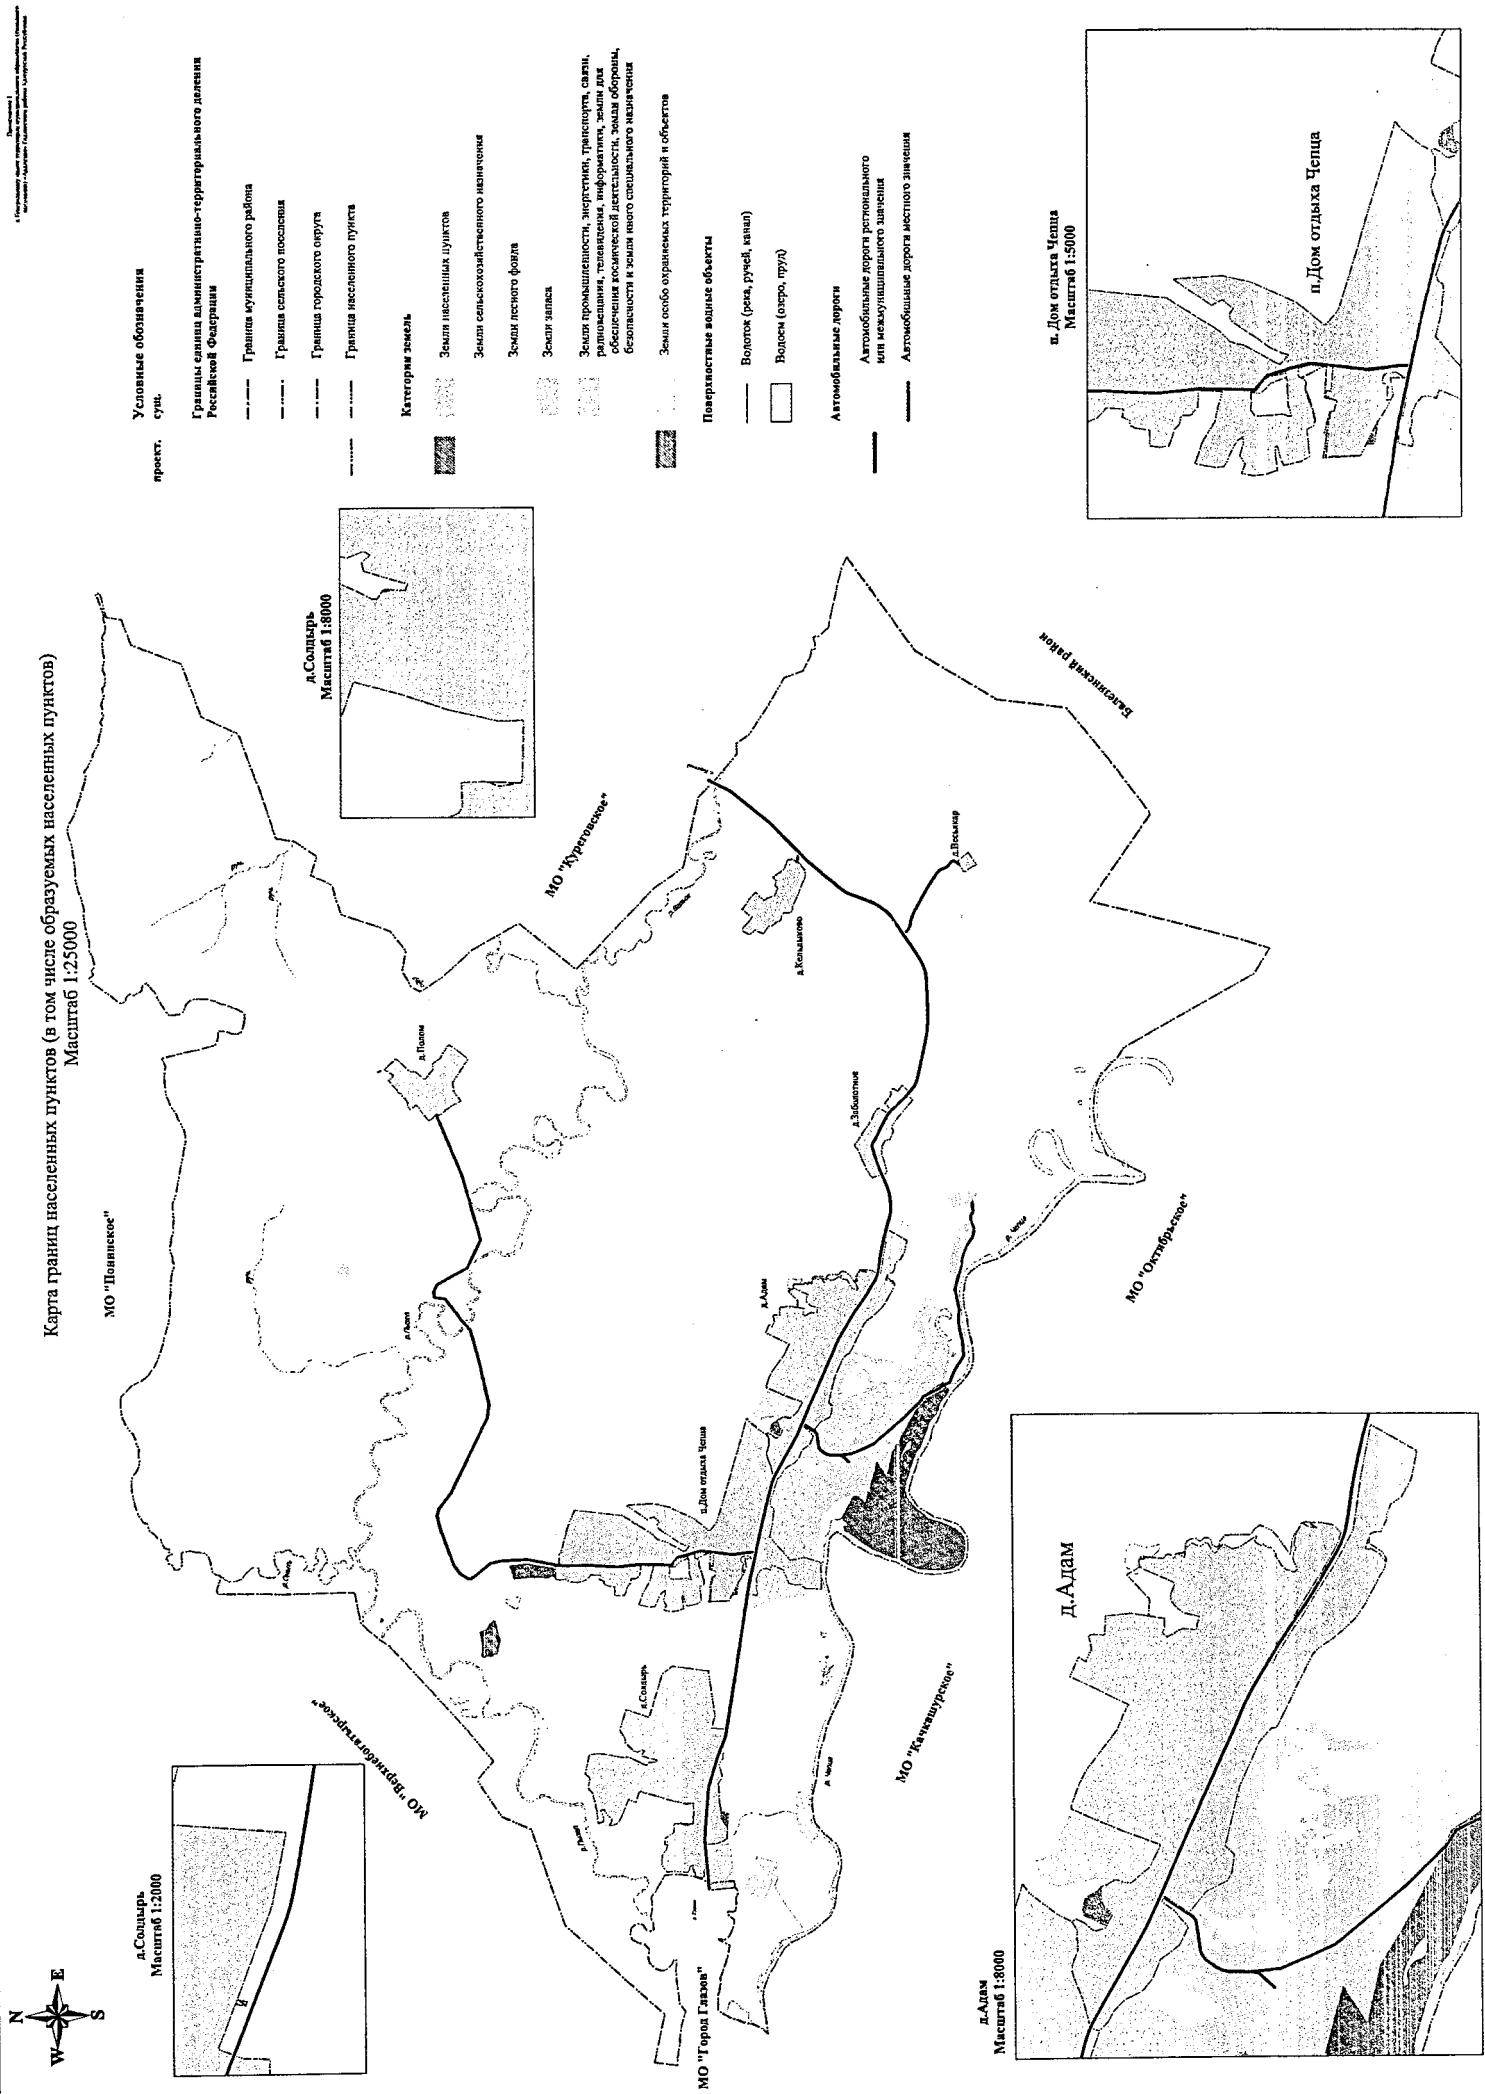 Карта границ населенных пунктов (в том числе образуемых населенных пунктов)
Масштаб 1:25000
N
W
E
S
д.Солдырь
Масштаб 1:2000
д.Солдырь
Масштаб 1:8000
д.Адам
Масштаб 1:8000
д.Адам
п. Дом отдыха Чепца
Масштаб 1:5000
п.Дом отдыха Чепца
МО "Понинское"
МО "Верхнебогатырское"
МО "Куреговское"
Балезинский район
МО "Октябрьское"
МО "Качкашурское"
МО "Город Глазов"
д.Полом
д.Кельдыково
д.Весьякар
д.Заболотное
д.Адам
п.Дом отдыха Чепца
д.Солдырь
р. Чепца
р. Чепца
Условные обозначения
проект. сущ.
Границы единиц административно-территориального деления
Российской Федерации
Граница муниципального района
Граница сельского поселения
Граница городского округа
Граница населенного пункта
Категории земель
Земли населенных пунктов
Земли сельскохозяйственного назначения
Земли лесного фонда
Земли запаса
Земли промышленности, энергетики, транспорта, связи,
радиовещания, телевидения, информатики, земли для
обеспечения космической деятельности, земли обороны,
безопасности и земли иного специального назначения
Земли особо охраняемых территорий и объектов
Поверхностные водные объекты
Водоток (река, ручей, канал)
Водоем (озеро, пруд)
Автомобильные дороги
Автомобильные дороги регионального
или межмуниципального значения
Автомобильные дороги местного значения